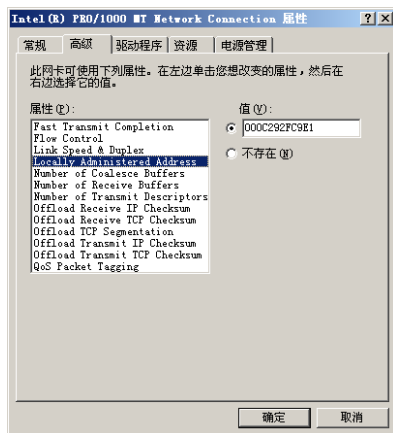 Intel(R) PRO/1000 MT Network Connection 属性
常规 高级 驱动程序 资源 电源管理
此网卡可使用下列属性。在左边单击您想改变的属性，然后在
右边选择它的值。
属性(P):
值(V):
Fast Transmit Completion
Flow Control
Link Speed & Duplex
Locally Administered Address
Number of Coalesce Buffers
Number of Receive Buffers
Number of Transmit Descriptors
Offload Receive IP Checksum
Offload Receive TCP Checksum
Offload TCP Segmentation
Offload Transmit IP Checksum
Offload Transmit TCP Checksum
QoS Packet Tagging
000C292FC9E1
不存在(N)
确定 取消